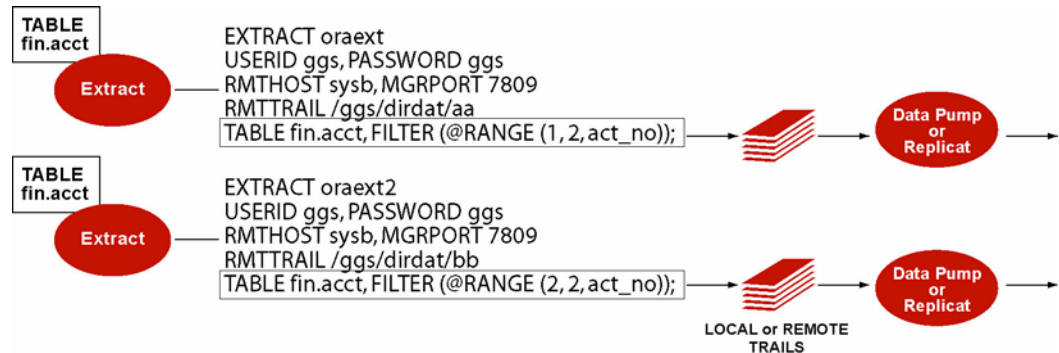 TABLE
fin.acct
Extract
EXTRACT oraext
USERID ggs, PASSWORD ggs
RMTHOST sysb, MGRPORT 7809
RMTTRAIL /ggs/dirdat/aa
TABLE fin.acct, FILTER (@RANGE (1, 2, act_no));
Data Pump
or
Replicat
TABLE
fin.acct
Extract
EXTRACT oraext2
USERID ggs, PASSWORD ggs
RMTHOST sysb, MGRPORT 7809
RMTTRAIL /ggs/dirdat/bb
TABLE fin.acct, FILTER (@RANGE (2, 2, act_no));
Data Pump
or
Replicat
LOCAL or REMOTE
TRAILS